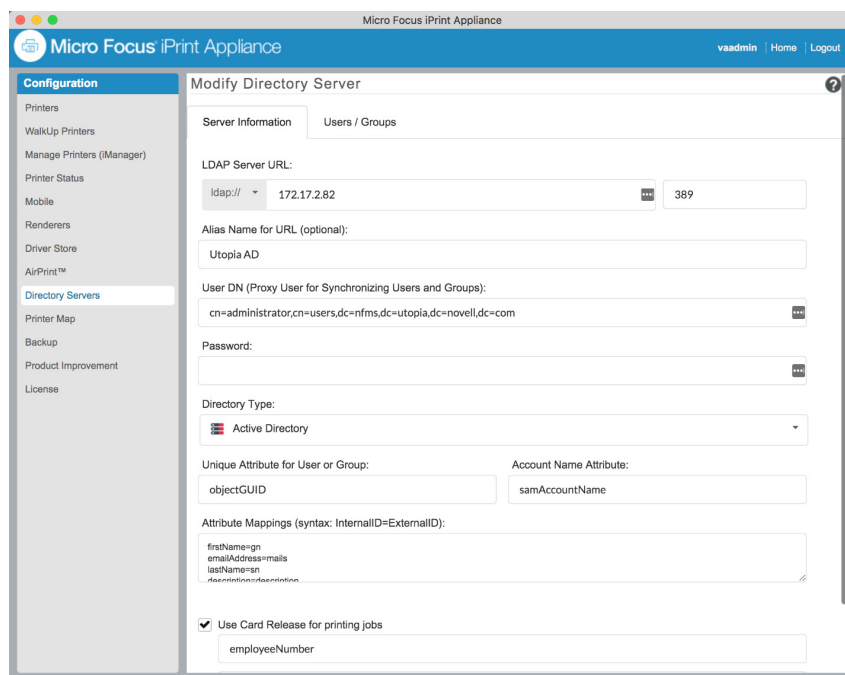 Micro Focus iPrint Appliance
Micro Focus iPrint Appliance
vaadmin | Home | Logout
Configuration
Printers
WalkUp Printers
Manage Printers (iManager)
Printer Status
Mobile
Renderers
Driver Store
AirPrint™
Directory Servers
Printer Map
Backup
Product Improvement
License
Modify Directory Server
Server Information Users / Groups
LDAP Server URL:
ldap:// 172.17.2.82 389
Alias Name for URL (optional):
Utopia AD
User DN (Proxy User for Synchronizing Users and Groups):
cn=administrator,cn=users,dc=nfms,dc=utopia,dc=novell,dc=com
Password:
Directory Type:
Active Directory
Unique Attribute for User or Group: Account Name Attribute:
objectGUID samAccountName
Attribute Mappings (syntax: InternalID=ExternalID):
firstName=gn
emailAddress=mails
lastName=sn
description=description
Use Card Release for printing jobs
employeeNumber